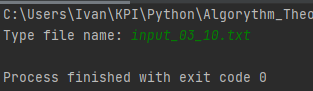 C:\Users\Ivan\KPI\Python\Algorythm_Theo
Type file name: input_03_10.txt
Process finished with exit code 0